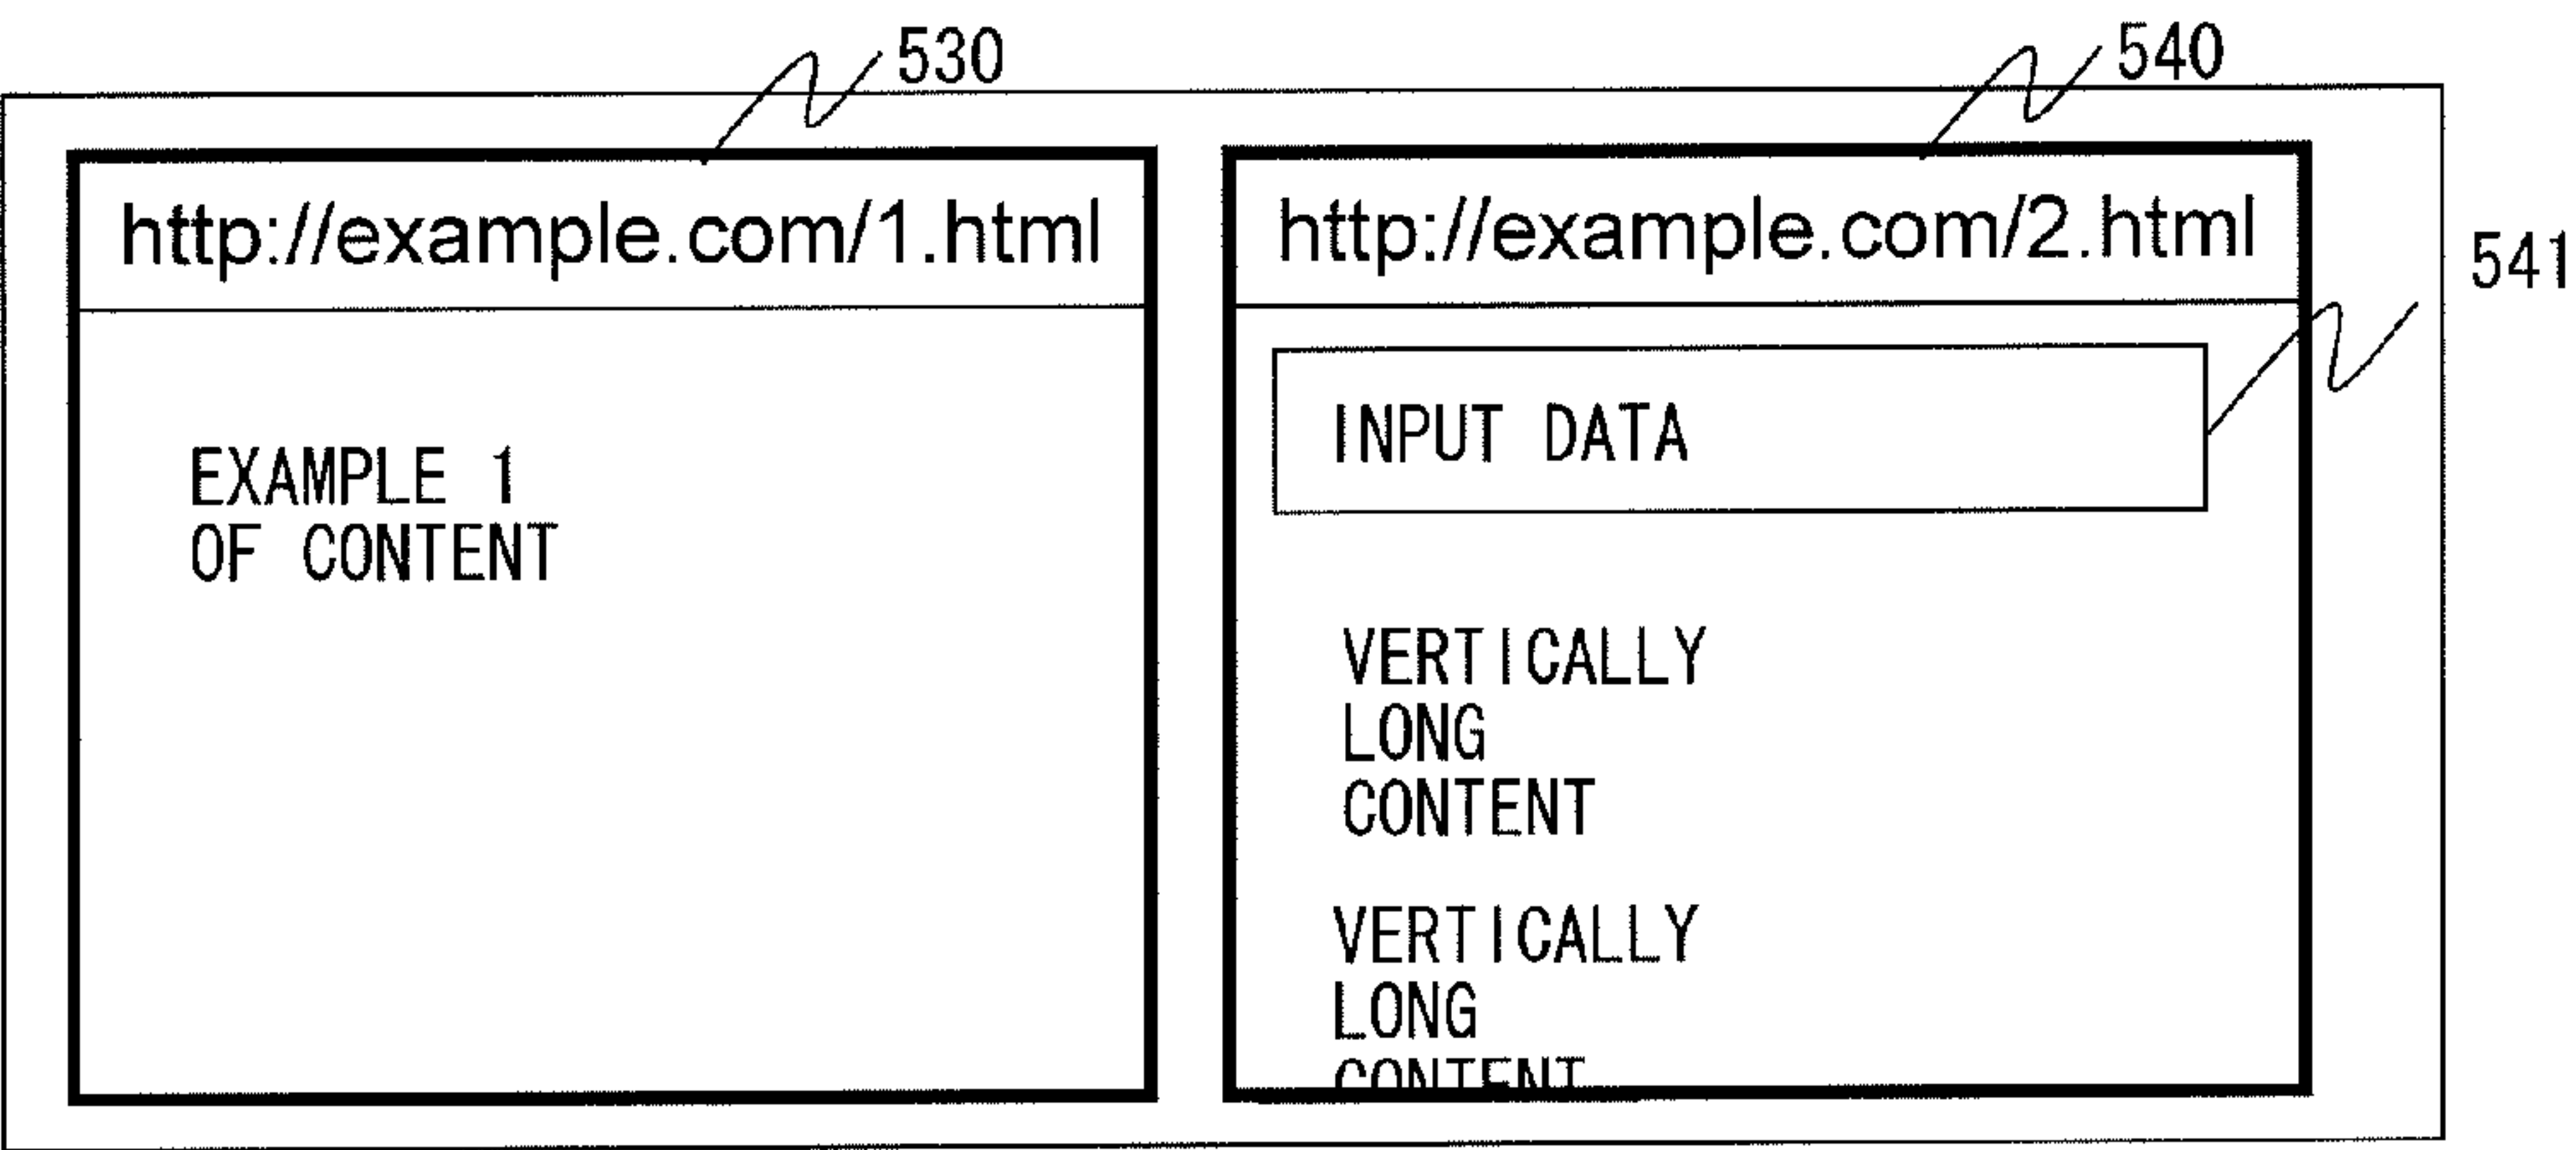 530
540
http://example.com/1.html
http://example.com/2.html
541
EXAMPLE 1
OF CONTENT
INPUT DATA
VERTICALLY
LONG
CONTENT
VERTICALLY
LONG
CONTENT